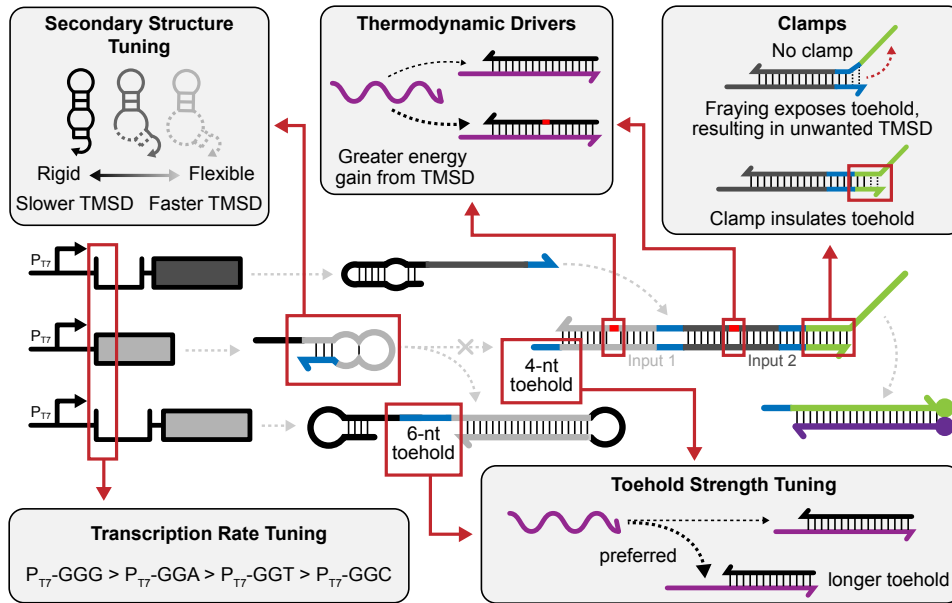 Secondary Structure
Tuning
Rigid
Flexible
Slower TMSD
Faster TMSD
Thermodynamic Drivers
Greater energy
gain from TMSD
Clamps
No clamp
Fraying exposes toehold,
resulting in unwanted TMSD
Clamp insulates toehold
P_T7
P_T7
P_T7
Input 1
Input 2
4-nt
toehold
6-nt
toehold
Transcription Rate Tuning
P_T7-GGG > P_T7-GGA > P_T7-GGT > P_T7-GGC
Toehold Strength Tuning
preferred
longer toehold